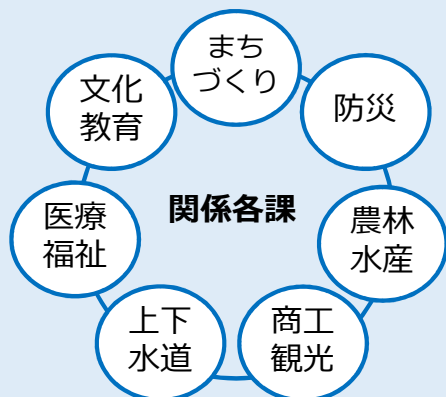 まち
づくり
防災
農林
水産
商工
観光
上下
水道
医療
福祉
文化
教育
関係各課